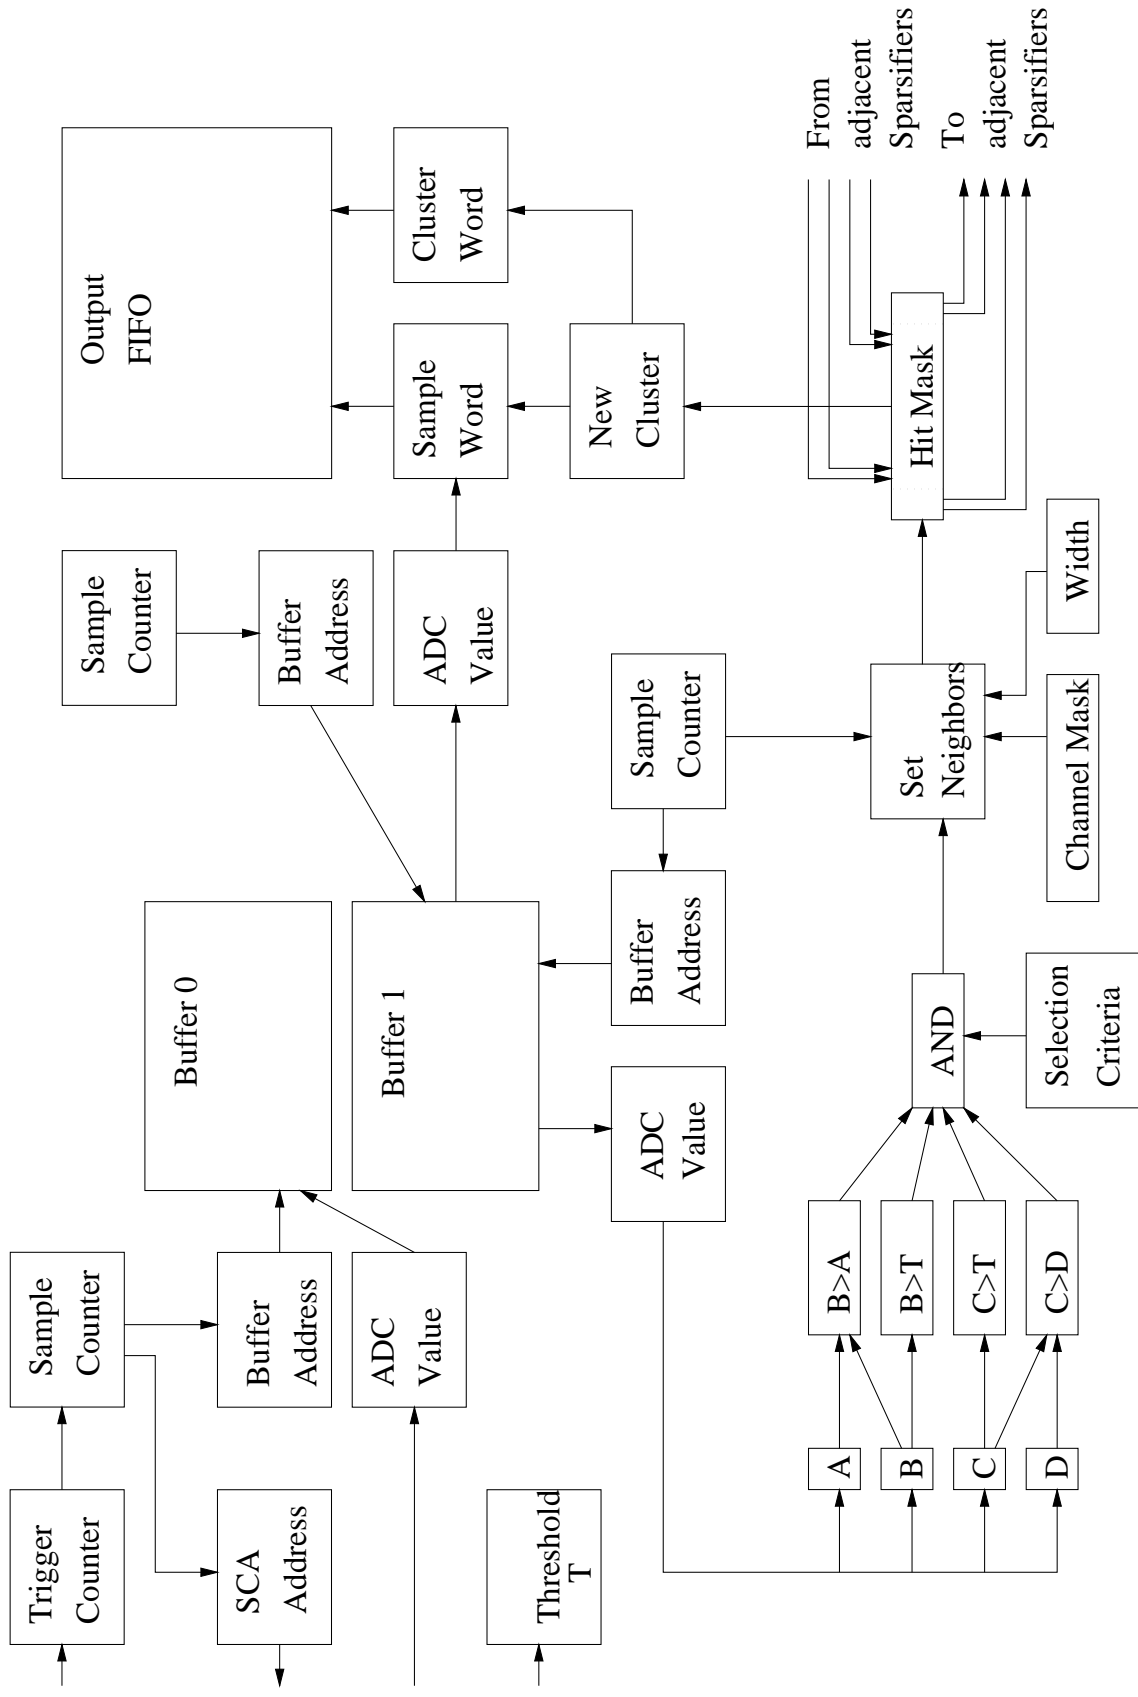 Trigger
Counter
Sample
Counter
SCA
Address
Buffer
Address
ADC
Value
Threshold
T
Buffer 0
Buffer 1
Sample
Counter
Buffer
Address
ADC
Value
Output
FIFO
Sample
Word
Cluster
Word
New
Cluster
ADC
Value
Buffer
Address
Sample
Counter
A
B
C
D
B>A
B>T
C>T
C>D
AND
Selection
Criteria
Set
Neighbors
Channel Mask
Width
Hit Mask
From
adjacent
Sparsifiers
To
adjacent
Sparsifiers